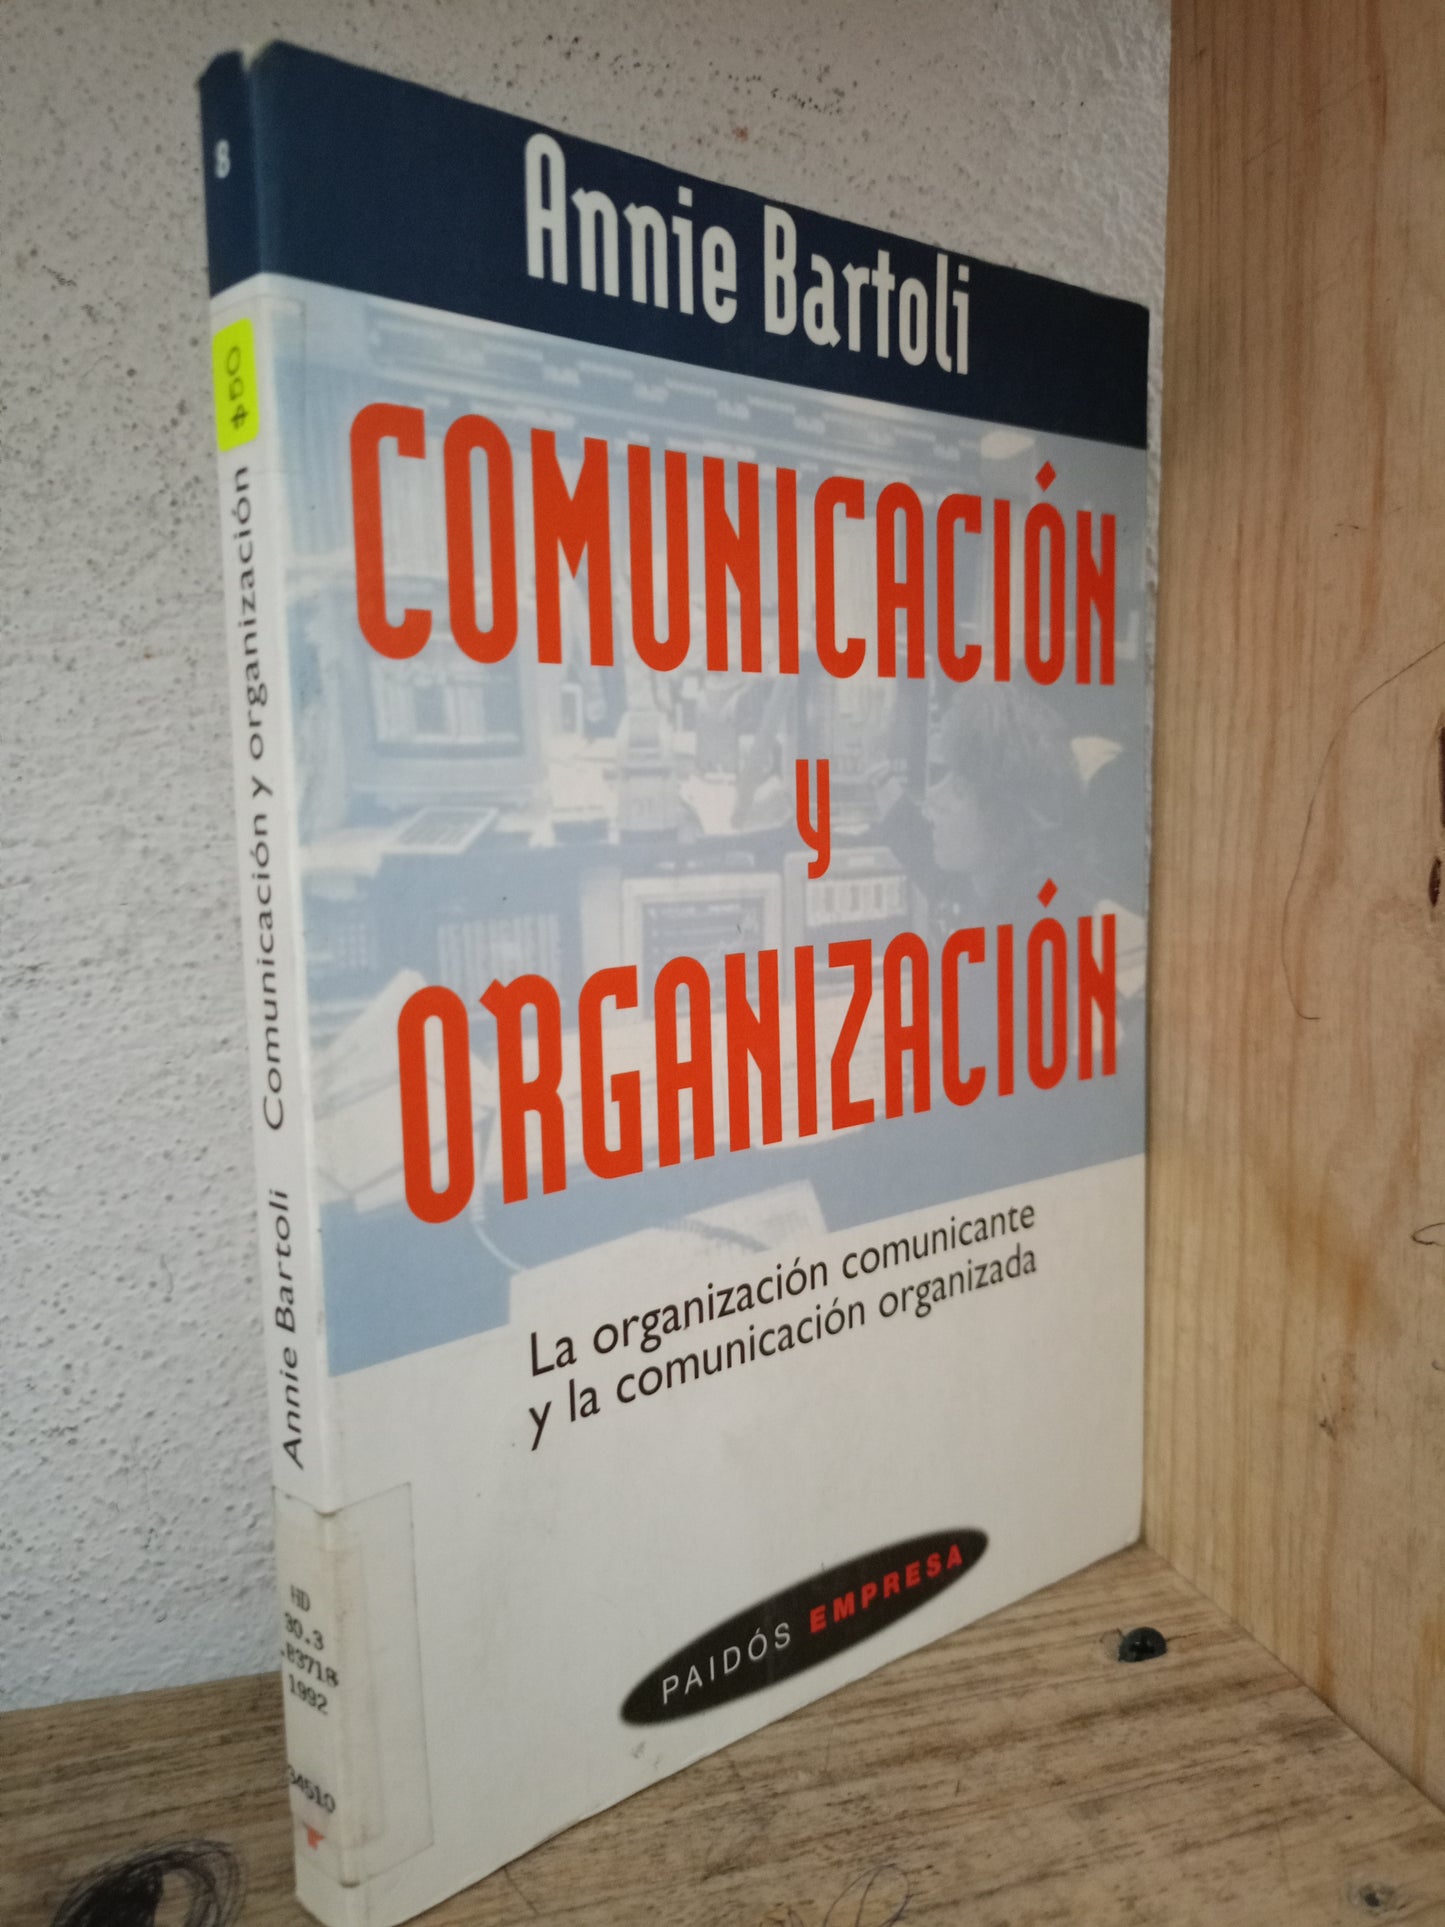 Annie Bartoli
COMUNICACIÓN
y
ORGANIZACIÓN
La organización comunicante
y la comunicación organizada
PAIDÓS EMPRESA
8
Annie Bartoli Comunicación y organización
HD
30.3
.B3718
1992
34510